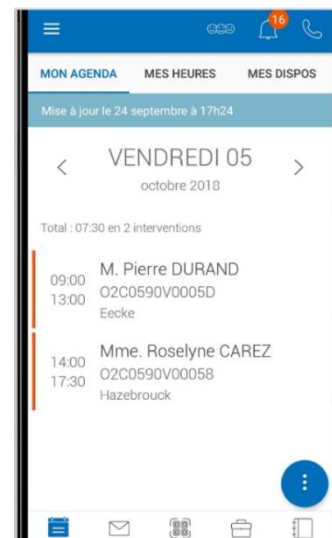 16
MON AGENDA MES HEURES MES DISPOS
Mise à jour le 24 septembre à 17h24
VENDREDI 05
octobre 2018
Total : 07:30 en 2 interventions
09:00
13:00
M. Pierre DURAND
O2C0590V0005D
Eecke
14:00
17:30
Mme. Roselyne CAREZ
O2C0590V00058
Hazebrouck